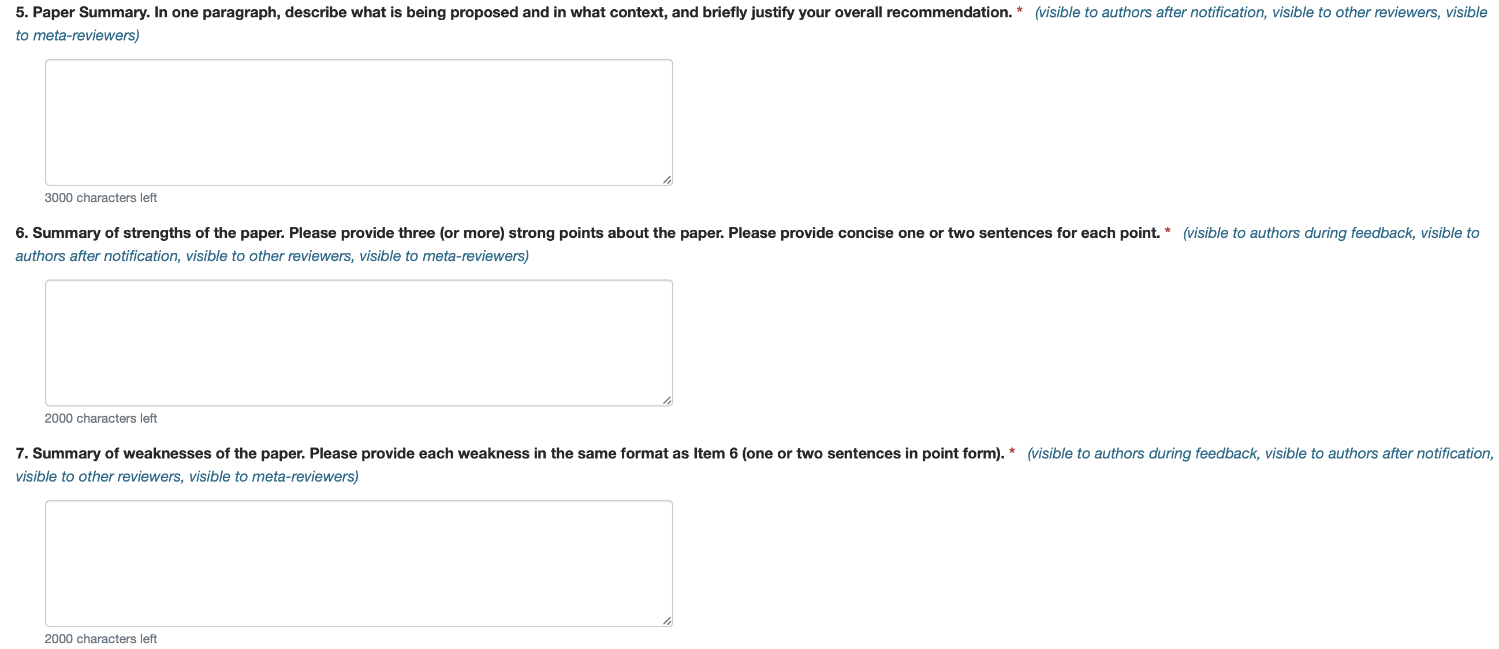 5. Paper Summary. In one paragraph, describe what is being proposed and in what context, and briefly justify your overall recommendation. * (visible to authors after notification, visible to other reviewers, visible
to meta-reviewers)
3000 characters left
6. Summary of strengths of the paper. Please provide three (or more) strong points about the paper. Please provide concise one or two sentences for each point. * (visible to authors during feedback, visible to
authors after notification, visible to other reviewers, visible to meta-reviewers)
2000 characters left
7. Summary of weaknesses of the paper. Please provide each weakness in the same format as Item 6 (one or two sentences in point form). * (visible to authors during feedback, visible to authors after notification,
visible to other reviewers, visible to meta-reviewers)
2000 characters left